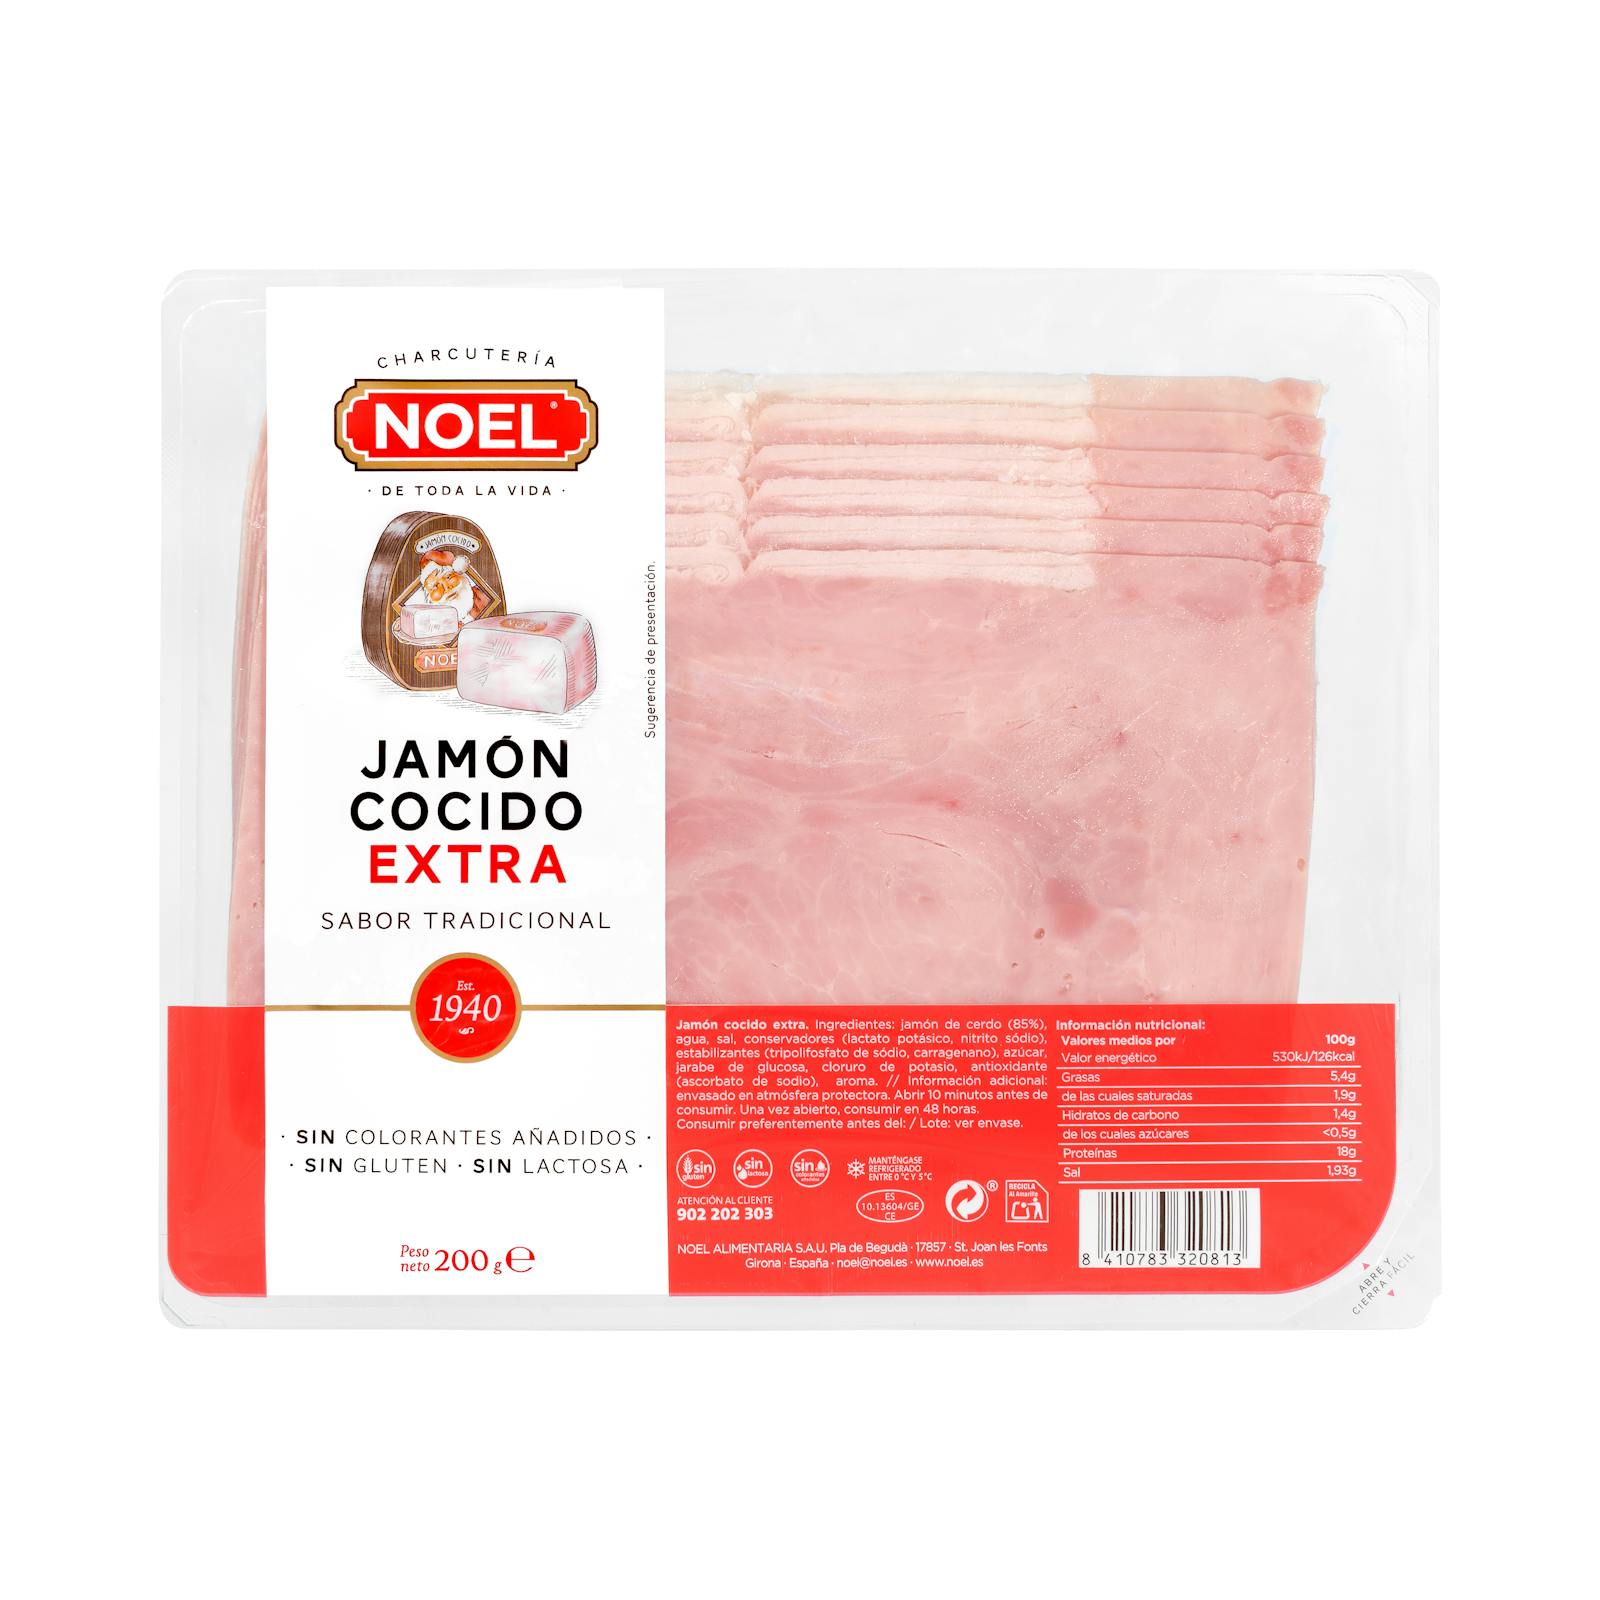 CHARCUTERÍA
NOEL®
· DE TODA LA VIDA ·
JAMÓN COCIDO
NOEL
Sugerencia de presentación.
JAMÓN
COCIDO
EXTRA
SABOR TRADICIONAL
Est.
1940
· SIN COLORANTES AÑADIDOS ·
· SIN GLUTEN · SIN LACTOSA ·
Peso
neto 200 g ℮
Jamón cocido extra. Ingredientes: jamón de cerdo (85%),
agua, sal, conservadores (lactato potásico, nitrito sódio),
estabilizantes (tripolifosfato de sódio, carragenano), azúcar,
jarabe de glucosa, cloruro de potasio, antioxidante
(ascorbato de sodio), aroma. // Información adicional:
envasado en atmósfera protectora. Abrir 10 minutos antes de
consumir. Una vez abierto, consumir en 48 horas.
Consumir preferentemente antes del: / Lote: ver envase.
sin
gluten
sin
lactosa
sin
colorantes
añadidos
MANTÉNGASE
REFRIGERADO
ENTRE 0 °C Y 5 °C
ATENCIÓN AL CLIENTE
902 202 303
ES
10.13604/GE
CE
®
RECICLA
Al Amarillo
NOEL ALIMENTARIA S.A.U. Pla de Begudà · 17857 · St. Joan les Fonts
Girona · España · noel@noel.es · www.noel.es
Información nutricional:
Valores medios por 100g
Valor energético 530kJ/126kcal
Grasas 5,4g
de las cuales saturadas 1,9g
Hidratos de carbono 1,4g
de los cuales azúcares <0,5g
Proteínas 18g
Sal 1,93g
8 410783 320813
ABRE Y
CIERRA FÁCIL